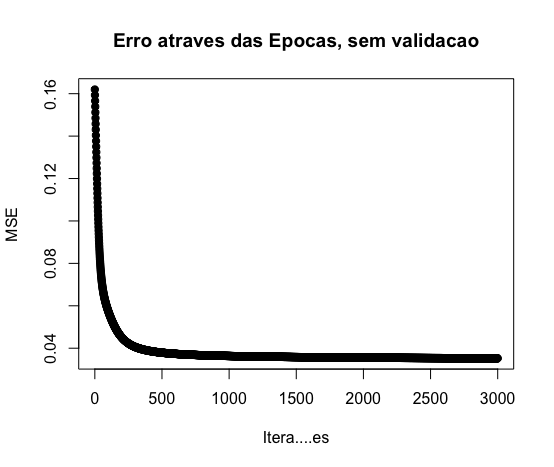 Erro atraves das Epocas, sem validacao
0.16
0.12
0.08
0.04
MSE
0 500 1000 1500 2000 2500 3000
Itera....es